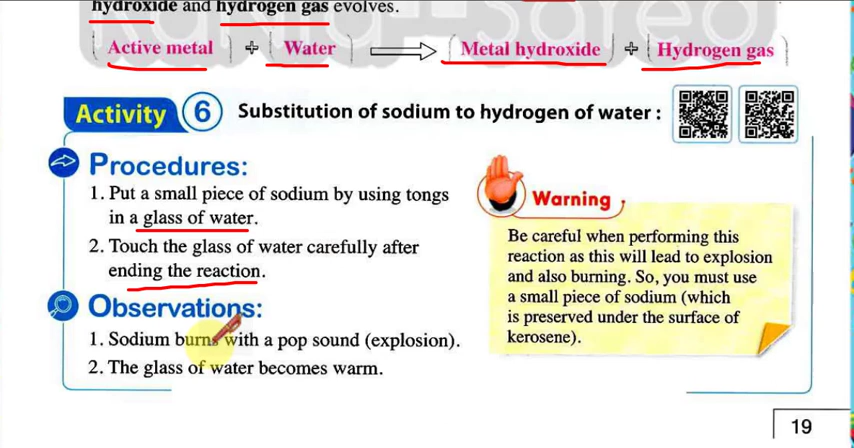 hydroxide and hydrogen gas evolves.
Active metal + Water ⟹ Metal hydroxide + Hydrogen gas
Activity 6 Substitution of sodium to hydrogen of water :
Procedures:
1. Put a small piece of sodium by using tongs
in a glass of water.
2. Touch the glass of water carefully after
ending the reaction.
Observations:
1. Sodium burns with a pop sound (explosion).
2. The glass of water becomes warm.
Warning
Be careful when performing this
reaction as this will lead to explosion
and also burning. So, you must use
a small piece of sodium (which
is preserved under the surface of
kerosene).
19